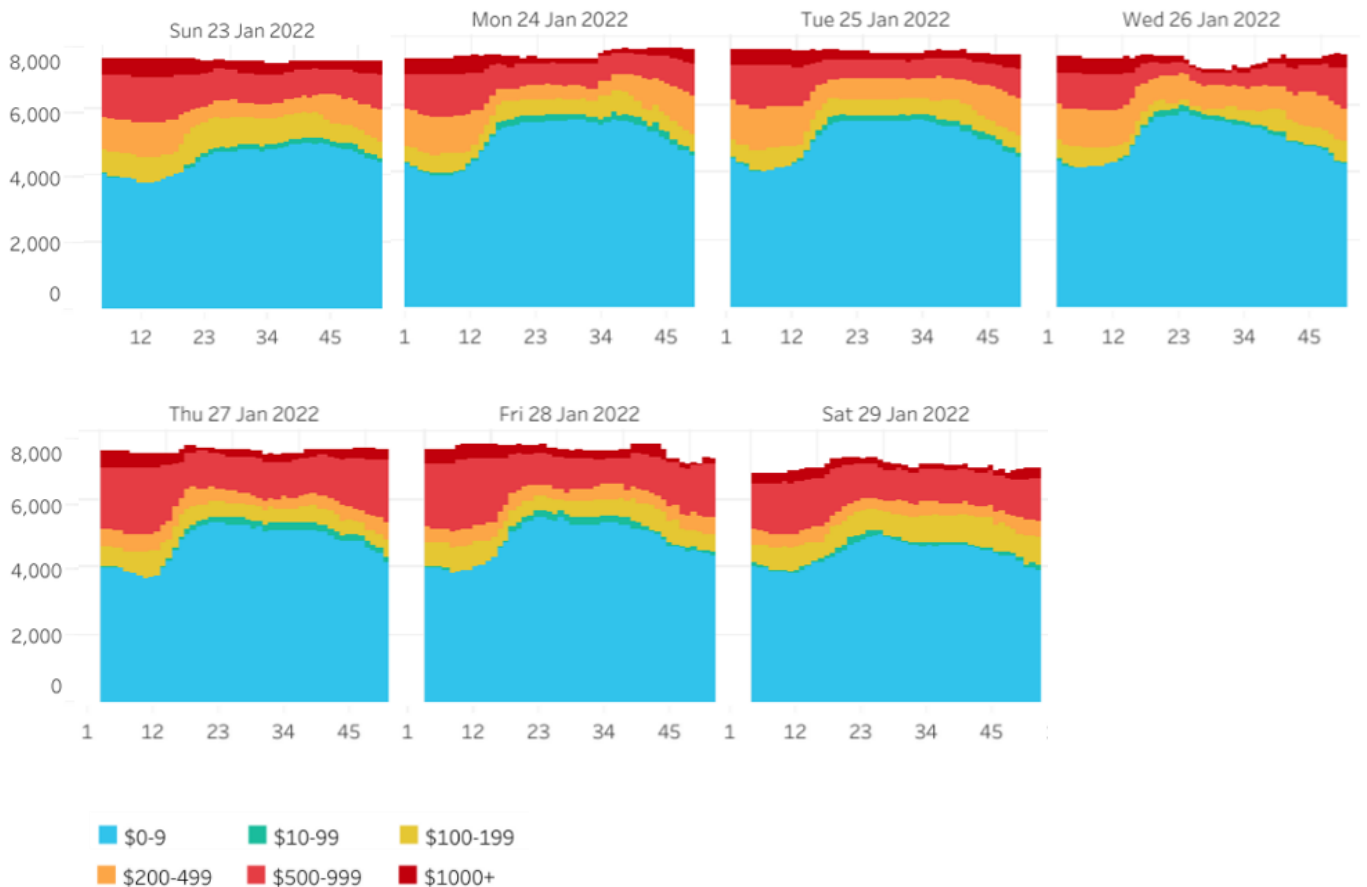 Sun 23 Jan 2022
Mon 24 Jan 2022
Tue 25 Jan 2022
Wed 26 Jan 2022
8,000
6,000
4,000
2,000
0
12 23 34 45
1 12 23 34 45
1 12 23 34 45
1 12 23 34 45
Thu 27 Jan 2022
Fri 28 Jan 2022
Sat 29 Jan 2022
8,000
6,000
4,000
2,000
0
1 12 23 34 45
1 12 23 34 45
1 12 23 34 45
$0-9
$10-99
$100-199
$200-499
$500-999
$1000+